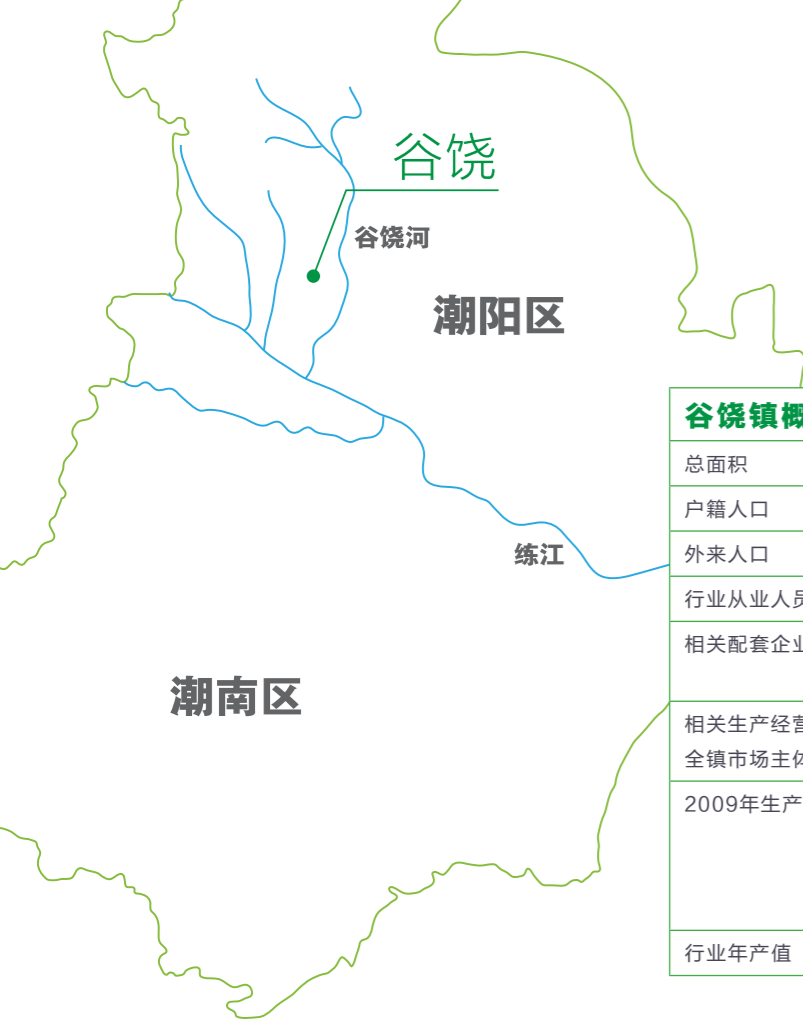 谷饶
谷饶河
潮阳区
练江
潮南区
谷饶镇概
总面积
户籍人口
外来人口
行业从业人员
相关配套企业
相关生产经营
全镇市场主体
2009年生产
行业年产值